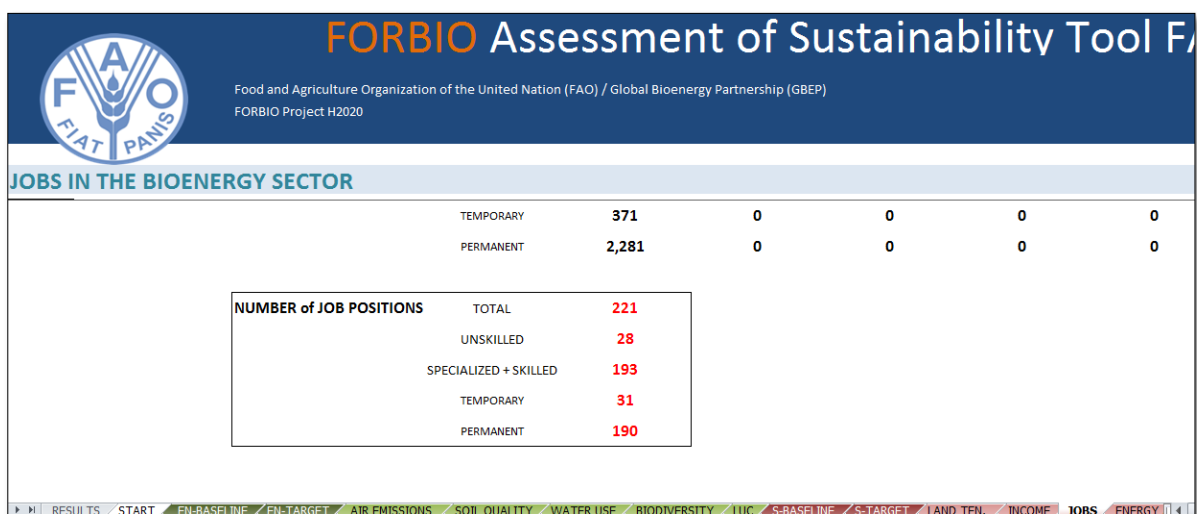 FORBIO Assessment of Sustainability Tool FA
F A O
FIAT PANIS
Food and Agriculture Organization of the United Nation (FAO) / Global Bioenergy Partnership (GBEP)
FORBIO Project H2020
JOBS IN THE BIOENERGY SECTOR
TEMPORARY 371 0 0 0 0
PERMANENT 2,281 0 0 0 0
NUMBER of JOB POSITIONS TOTAL 221
UNSKILLED 28
SPECIALIZED + SKILLED 193
TEMPORARY 31
PERMANENT 190
RESULTS START EN-BASELINE EN-TARGET AIR EMISSIONS SOIL QUALITY WATER USE BIODIVERSITY LUC S-BASELINE S-TARGET LAND TEN. INCOME JOBS ENERGY